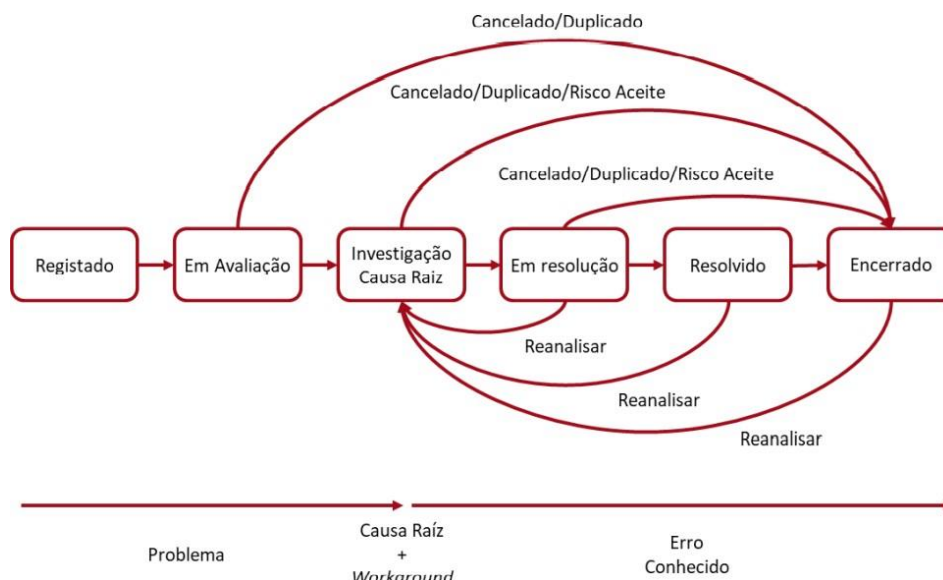 Cancelado/Duplicado
Cancelado/Duplicado/Risco Aceite
Cancelado/Duplicado/Risco Aceite
Registado
Em Avaliação
Investigação
Causa Raiz
Em resolução
Resolvido
Encerrado
Reanalisar
Reanalisar
Reanalisar
Problema
Causa Raíz
+
Workaround
Erro
Conhecido